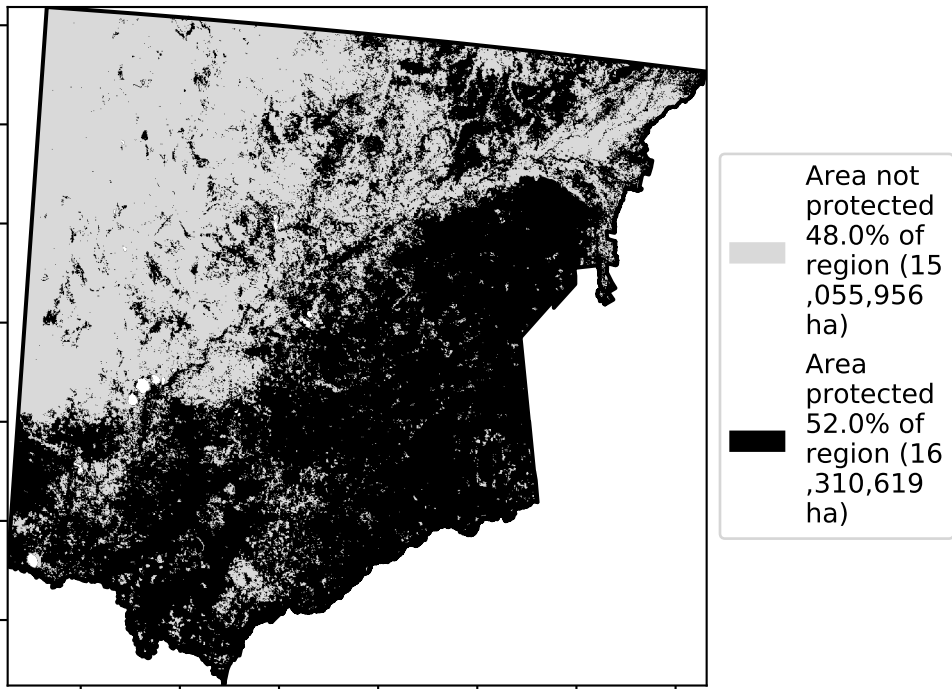 Area not
protected
48.0% of
region (15
,055,956
ha)
Area
protected
52.0% of
region (16
,310,619
ha)